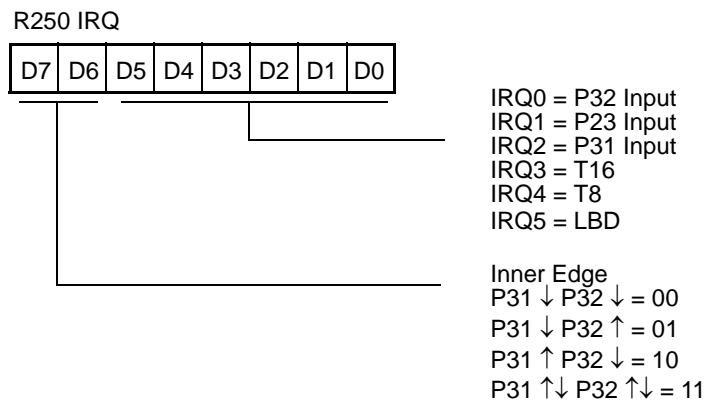 R250 IRQ
D7 D6 D5 D4 D3 D2 D1 D0
IRQ0 = P32 Input
IRQ1 = P23 Input
IRQ2 = P31 Input
IRQ3 = T16
IRQ4 = T8
IRQ5 = LBD
Inner Edge
P31 ↓ P32 ↓ = 00
P31 ↓ P32 ↑ = 01
P31 ↑ P32 ↓ = 10
P31 ↑↓ P32 ↑↓ = 11